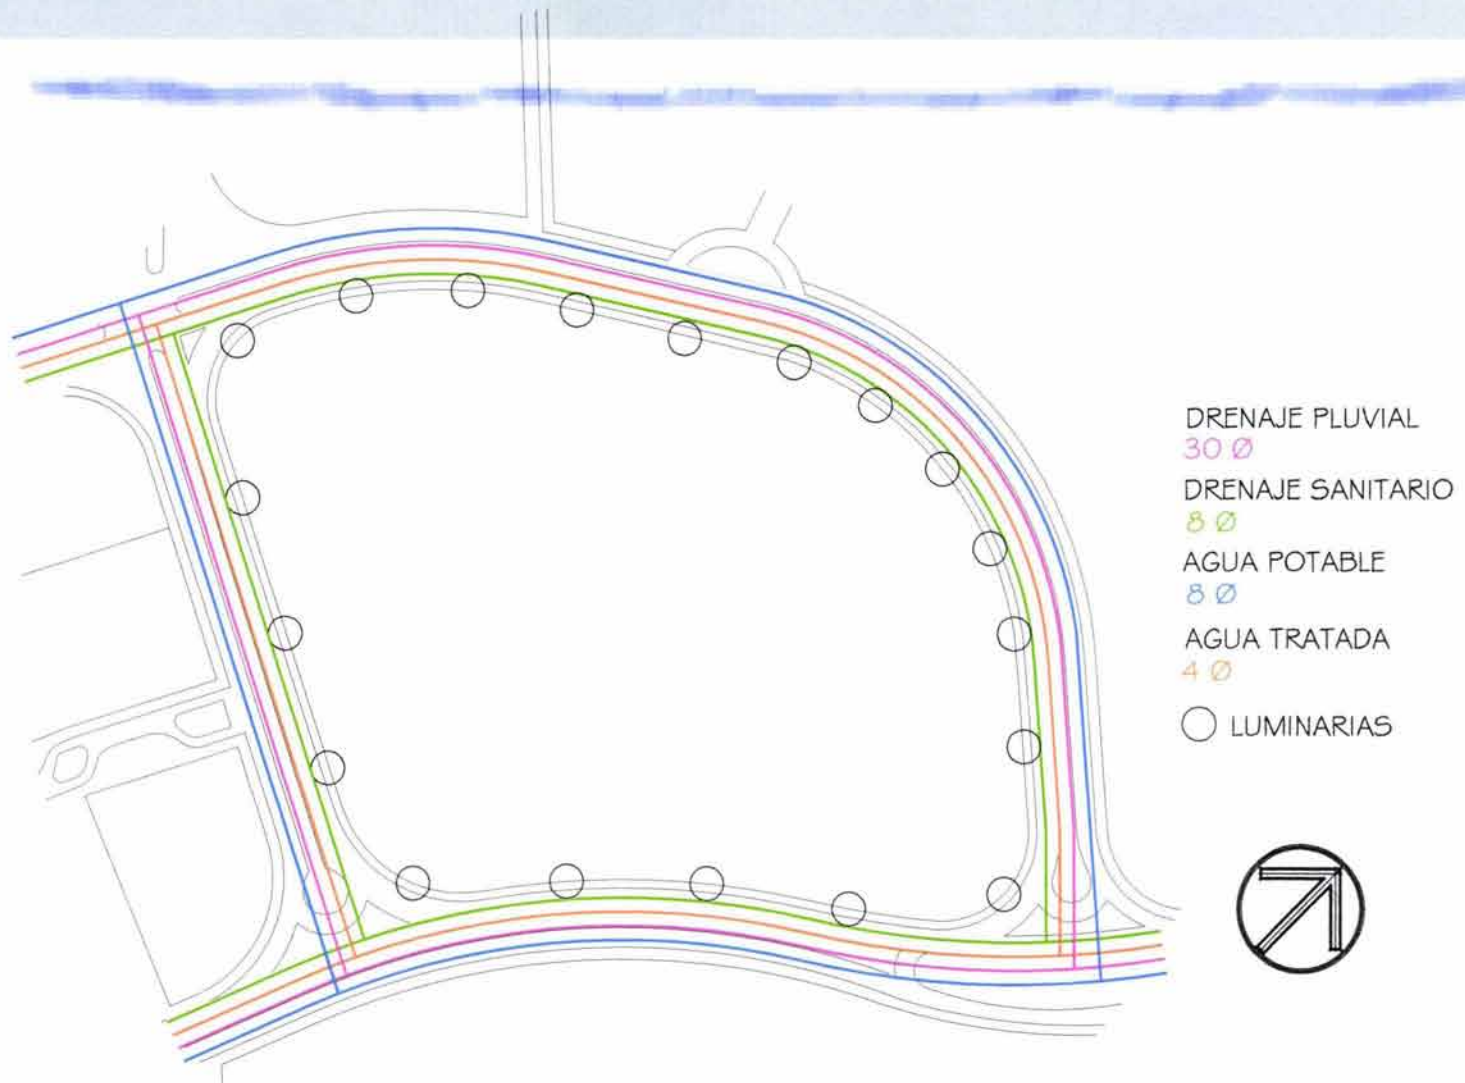 DRENAJE PLUVIAL
30 Ø
DRENAJE SANITARIO
8 Ø
AGUA POTABLE
8 Ø
AGUA TRATADA
4 Ø
LUMINARIAS